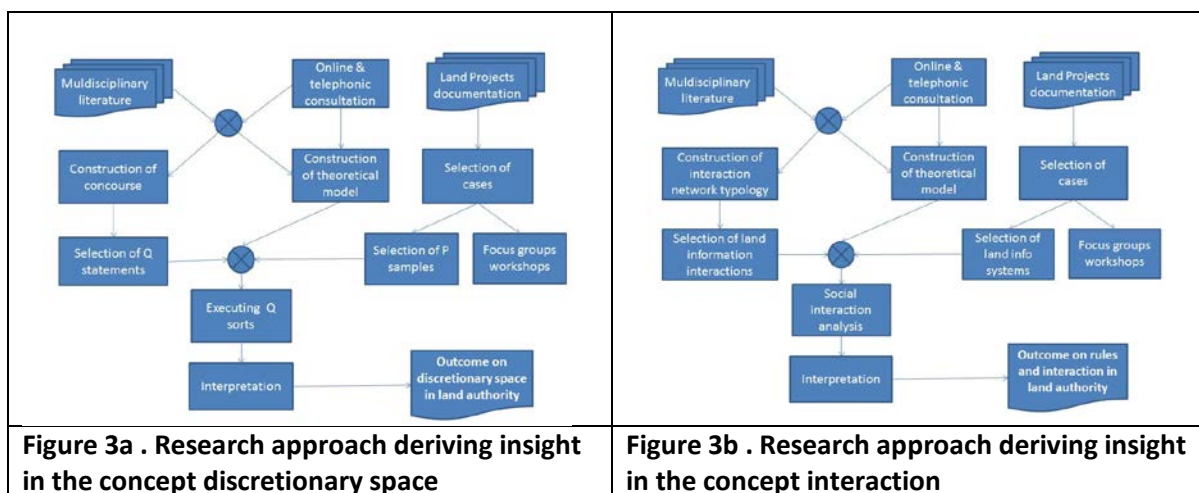 Muldisciplinary
literature
Online &
telephonic
consultation
Land Projects
documentation
Construction of
concourse
Construction
of theoretical
model
Selection of
cases
Selection of Q
statements
Selection of P
samples
Focus groups
workshops
Executing Q
sorts
Interpretation
Outcome on
discretionary space
in land authority
Figure 3a . Research approach deriving insight
in the concept discretionary space
Muldisciplinary
literature
Online &
telephonic
consultation
Land Projects
documentation
Construction of
interaction
network typology
Construction
of theoretical
model
Selection of
cases
Selection of land
information
interactions
Selection of
land info
systems
Focus groups
workshops
Social
interaction
analysis
Interpretation
Outcome on rules
and interaction in
land authority
Figure 3b . Research approach deriving insight
in the concept interaction